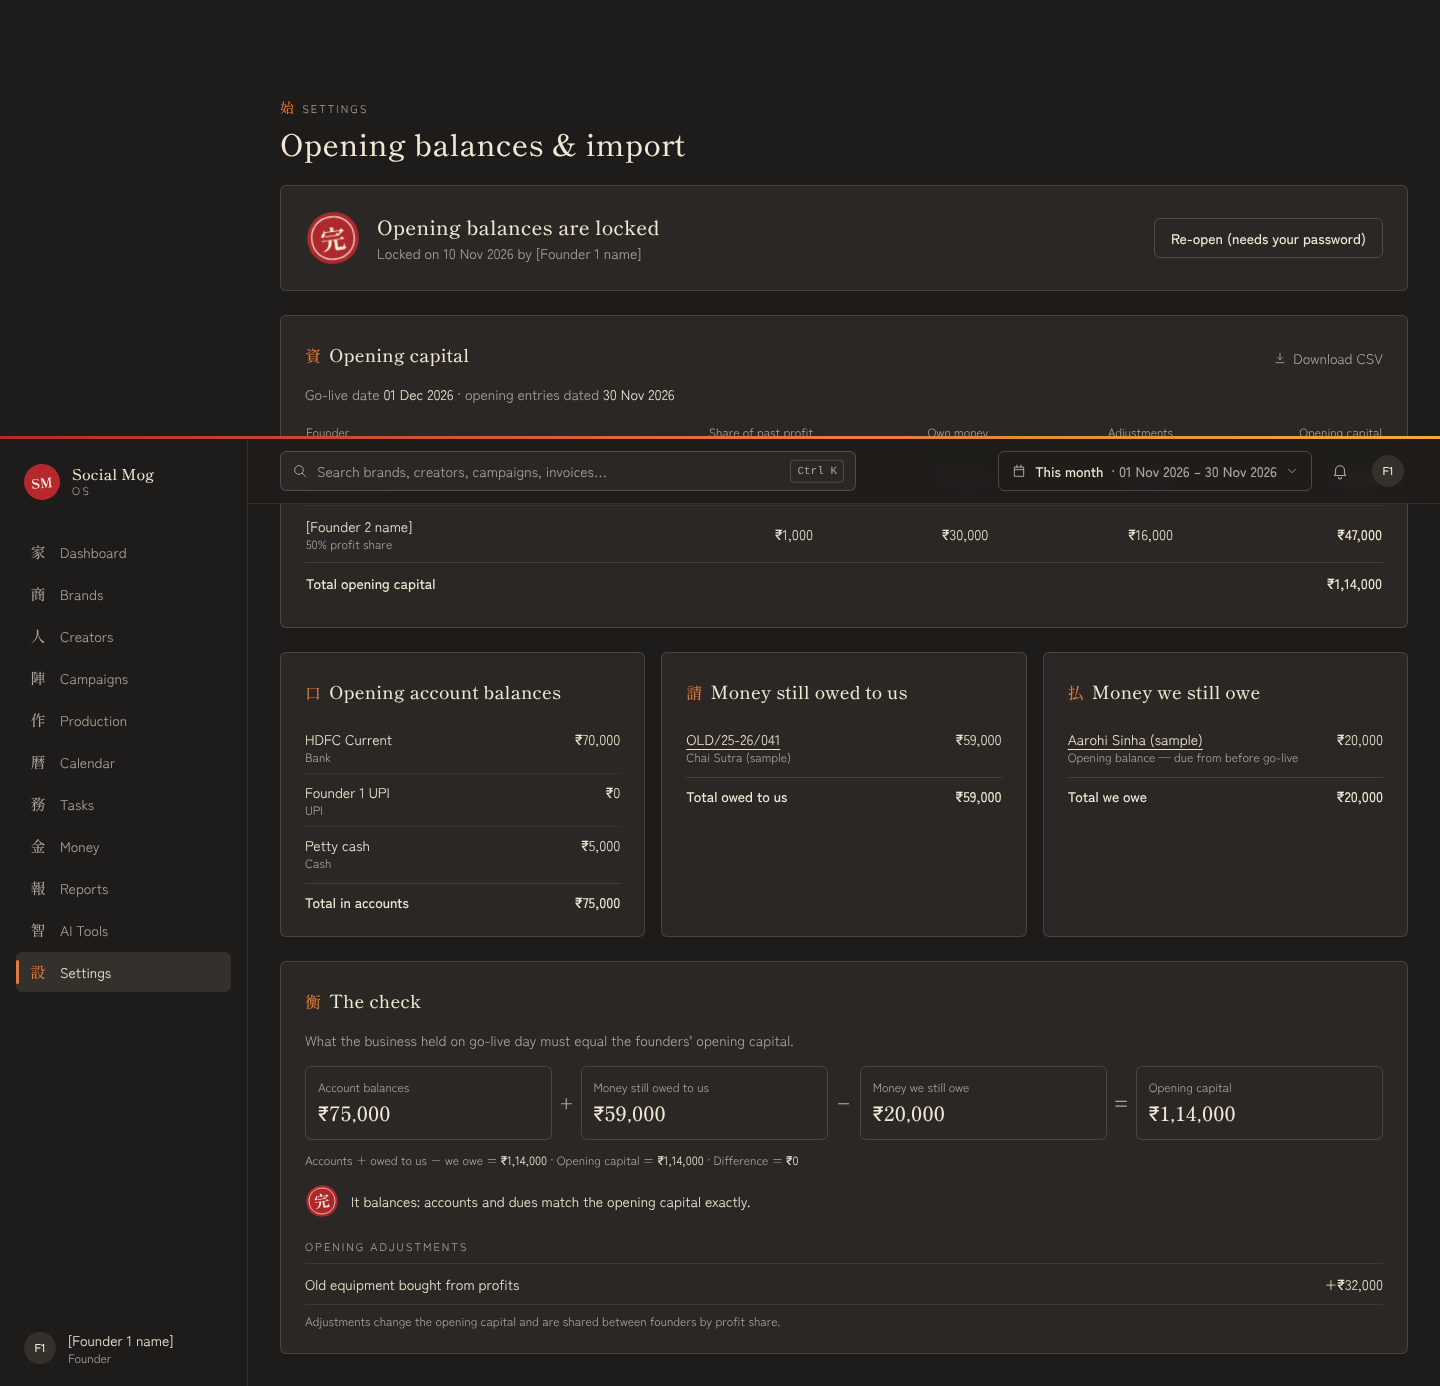 始 SETTINGS
Opening balances & import
完
Opening balances are locked
Locked on 10 Nov 2026 by [Founder 1 name]
Re-open (needs your password)
資 Opening capital
Download CSV
Go-live date 01 Dec 2026 · opening entries dated 30 Nov 2026
Founder Share of past profit Own money Adjustments Opening capital
SM Social Mog
OS
Search brands, creators, campaigns, invoices... Ctrl K
This month · 01 Nov 2026 – 30 Nov 2026
F1
家 Dashboard
商 Brands
人 Creators
陣 Campaigns
作 Production
暦 Calendar
務 Tasks
金 Money
報 Reports
智 AI Tools
設 Settings
F1
[Founder 1 name]
Founder
[Founder 2 name] ₹1,000 ₹30,000 ₹16,000 ₹47,000
50% profit share
Total opening capital ₹1,14,000
口 Opening account balances
HDFC Current ₹70,000
Bank
Founder 1 UPI ₹0
UPI
Petty cash ₹5,000
Cash
Total in accounts ₹75,000
請 Money still owed to us
OLD/25-26/041 ₹59,000
Chai Sutra (sample)
Total owed to us ₹59,000
払 Money we still owe
Aarohi Sinha (sample) ₹20,000
Opening balance — due from before go-live
Total we owe ₹20,000
衡 The check
What the business held on go-live day must equal the founders' opening capital.
Account balances
₹75,000
+
Money still owed to us
₹59,000
−
Money we still owe
₹20,000
=
Opening capital
₹1,14,000
Accounts + owed to us − we owe = ₹1,14,000 · Opening capital = ₹1,14,000 · Difference = ₹0
完 It balances: accounts and dues match the opening capital exactly.
OPENING ADJUSTMENTS
Old equipment bought from profits +₹32,000
Adjustments change the opening capital and are shared between founders by profit share.